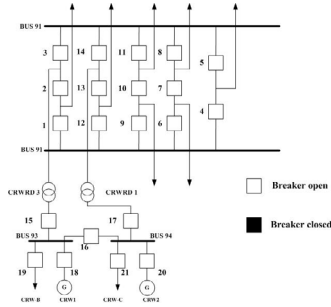 BUS 91
3 14 11 8
5
2 13 10 7
4
1 12 9 6
BUS 91
CRWRD 3 CRWRD 1
Breaker open
15 17
BUS 93 BUS 94
Breaker closed
16
19 18 21 20
G G
CRW-B CRW1 CRW-C CRW2